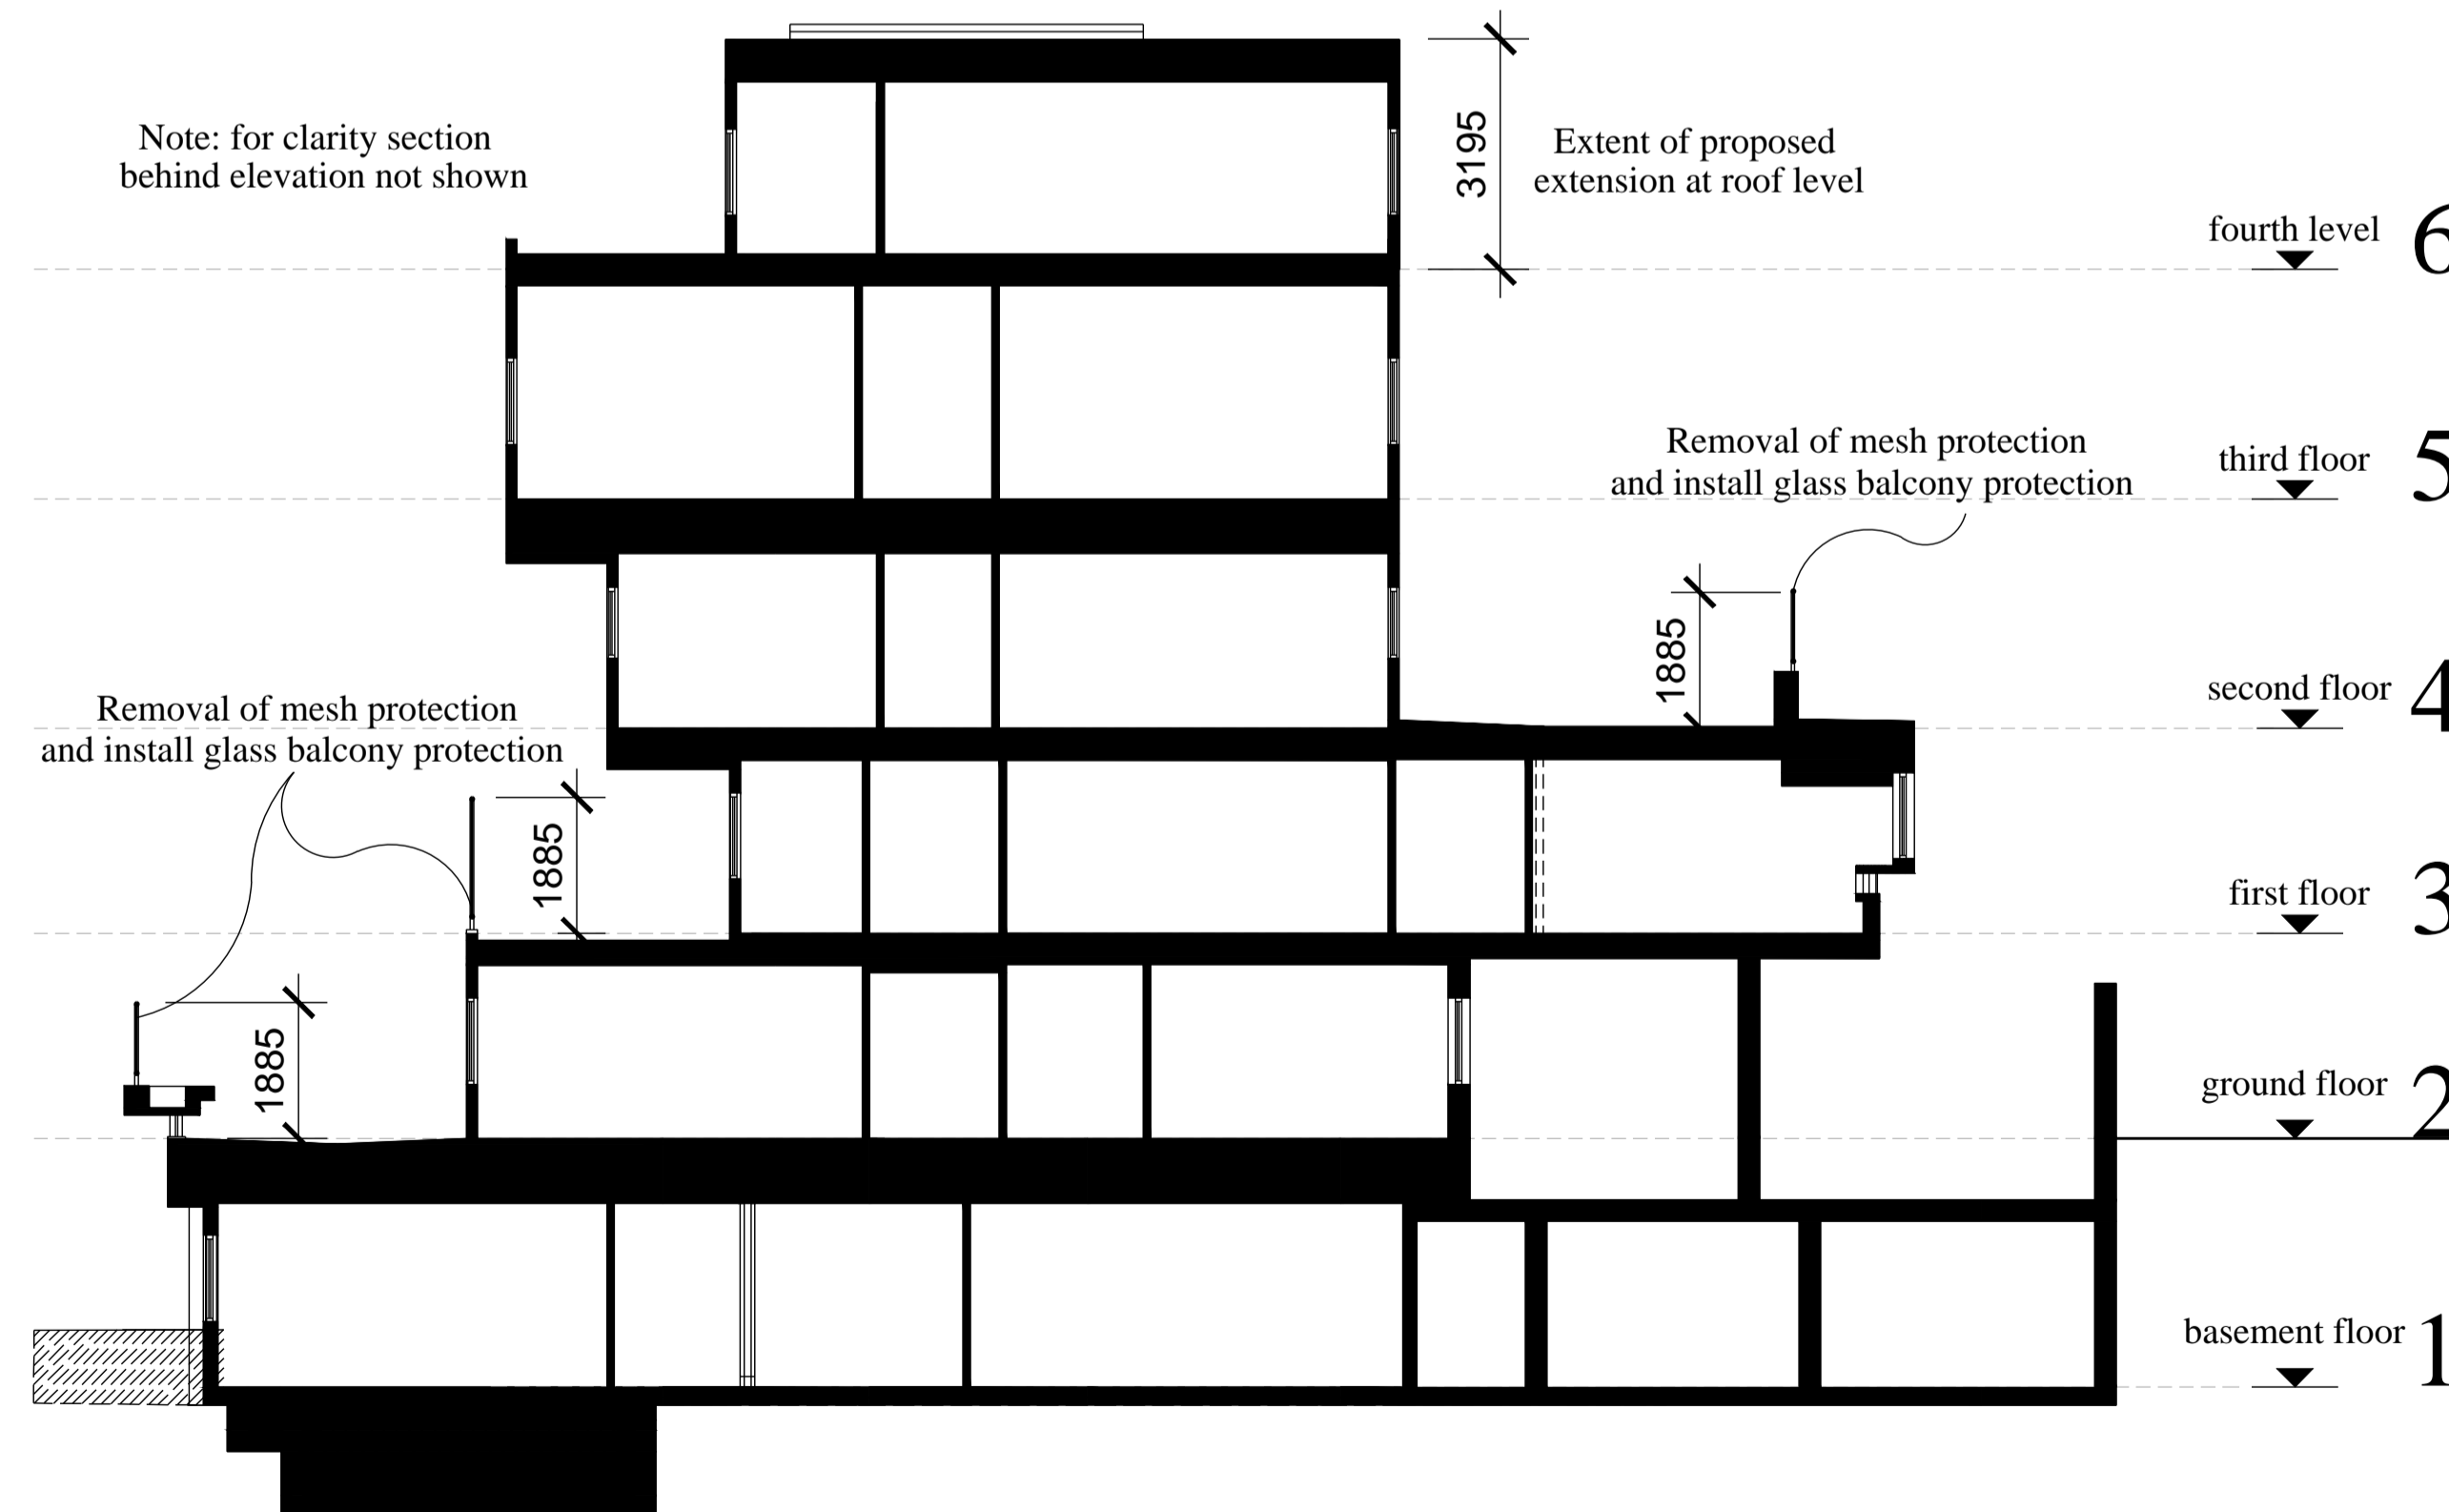 Note: for clarity section
behind elevation not shown
3195
Extent of proposed
extension at roof level
fourth level 6
Removal of mesh protection
and install glass balcony protection
third floor 5
1885
second floor 4
Removal of mesh protection
and install glass balcony protection
1885
first floor 3
1885
ground floor 2
basement floor 1